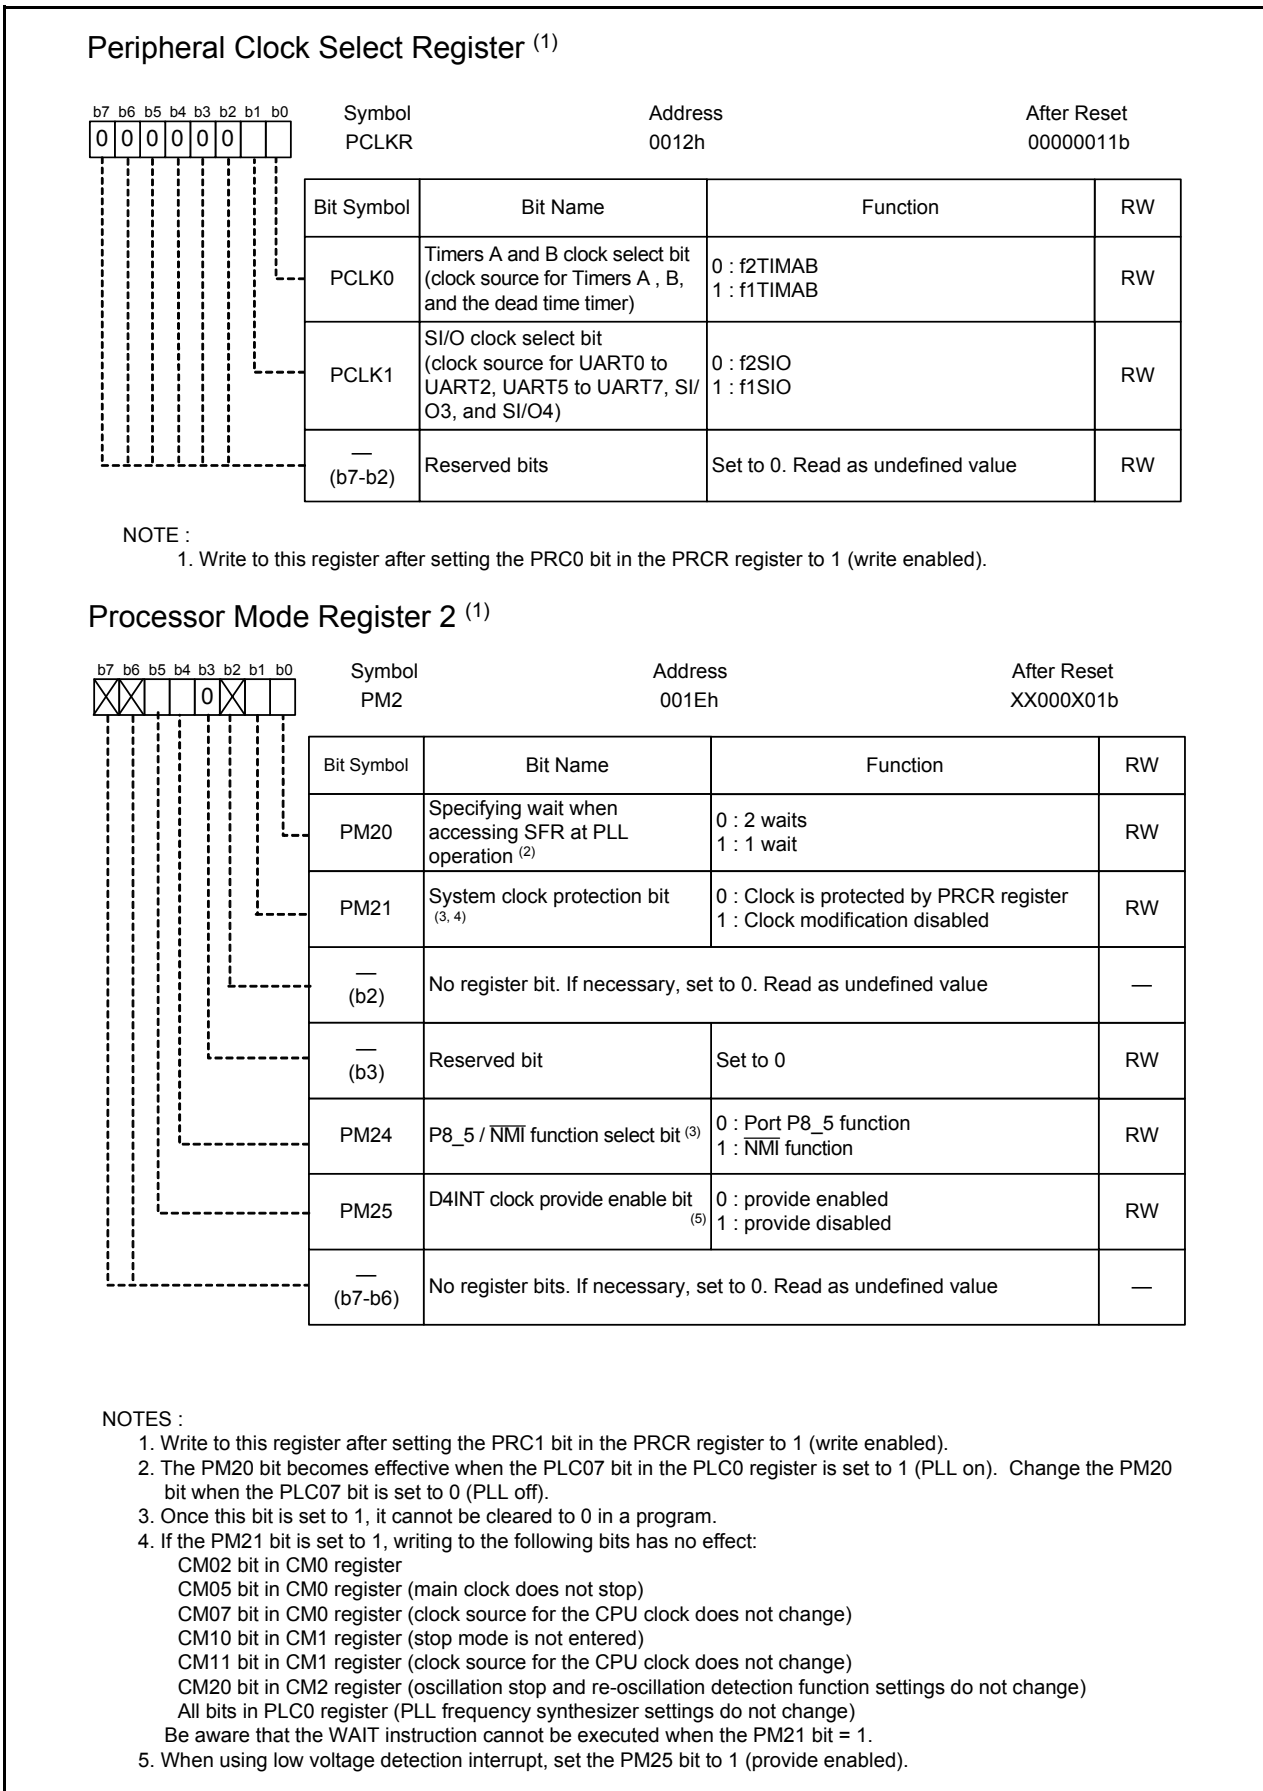 Peripheral Clock Select Register (1)
b7 b6 b5 b4 b3 b2 b1 b0
Symbol Address After Reset
0 0 0 0 0 0
PCLKR 0012h 00000011b
Bit Symbol Bit Name Function RW
PCLK0
Timers A and B clock select bit
(clock source for Timers A , B,
and the dead time timer)
0 : f2TIMAB
1 : f1TIMAB
RW
PCLK1
SI/O clock select bit
(clock source for UART0 to
UART2, UART5 to UART7, SI/
O3, and SI/O4)
0 : f2SIO
1 : f1SIO
RW
—
(b7-b2)
Reserved bits
Set to 0. Read as undefined value
RW
NOTE :
1. Write to this register after setting the PRC0 bit in the PRCR register to 1 (write enabled).
Processor Mode Register 2 (1)
b7 b6 b5 b4 b3 b2 b1 b0
Symbol Address After Reset
0
PM2 001Eh XX000X01b
Bit Symbol Bit Name Function RW
PM20
Specifying wait when
accessing SFR at PLL
operation (2)
0 : 2 waits
1 : 1 wait
RW
PM21
System clock protection bit
(3, 4)
0 : Clock is protected by PRCR register
1 : Clock modification disabled
RW
—
(b2)
No register bit. If necessary, set to 0. Read as undefined value
—
—
(b3)
Reserved bit
Set to 0
RW
PM24
P8_5 / NMI function select bit (3)
0 : Port P8_5 function
1 : NMI function
RW
PM25
D4INT clock provide enable bit
(5)
0 : provide enabled
1 : provide disabled
RW
—
(b7-b6)
No register bits. If necessary, set to 0. Read as undefined value
—
NOTES :
1. Write to this register after setting the PRC1 bit in the PRCR register to 1 (write enabled).
2. The PM20 bit becomes effective when the PLC07 bit in the PLC0 register is set to 1 (PLL on). Change the PM20
bit when the PLC07 bit is set to 0 (PLL off).
3. Once this bit is set to 1, it cannot be cleared to 0 in a program.
4. If the PM21 bit is set to 1, writing to the following bits has no effect:
CM02 bit in CM0 register
CM05 bit in CM0 register (main clock does not stop)
CM07 bit in CM0 register (clock source for the CPU clock does not change)
CM10 bit in CM1 register (stop mode is not entered)
CM11 bit in CM1 register (clock source for the CPU clock does not change)
CM20 bit in CM2 register (oscillation stop and re-oscillation detection function settings do not change)
All bits in PLC0 register (PLL frequency synthesizer settings do not change)
Be aware that the WAIT instruction cannot be executed when the PM21 bit = 1.
5. When using low voltage detection interrupt, set the PM25 bit to 1 (provide enabled).